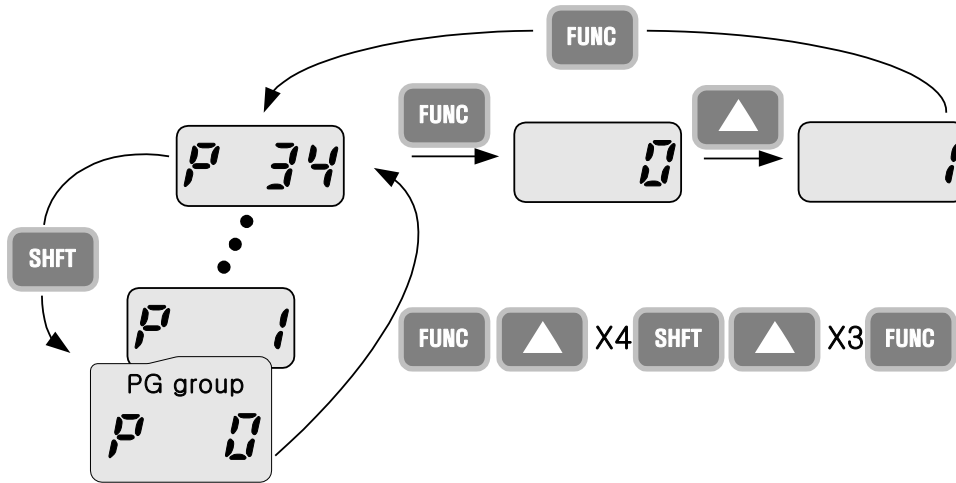 FUNC
FUNC
P 34
0
1
SHFT
P 1
FUNC X4 SHFT X3 FUNC
PG group
P 0